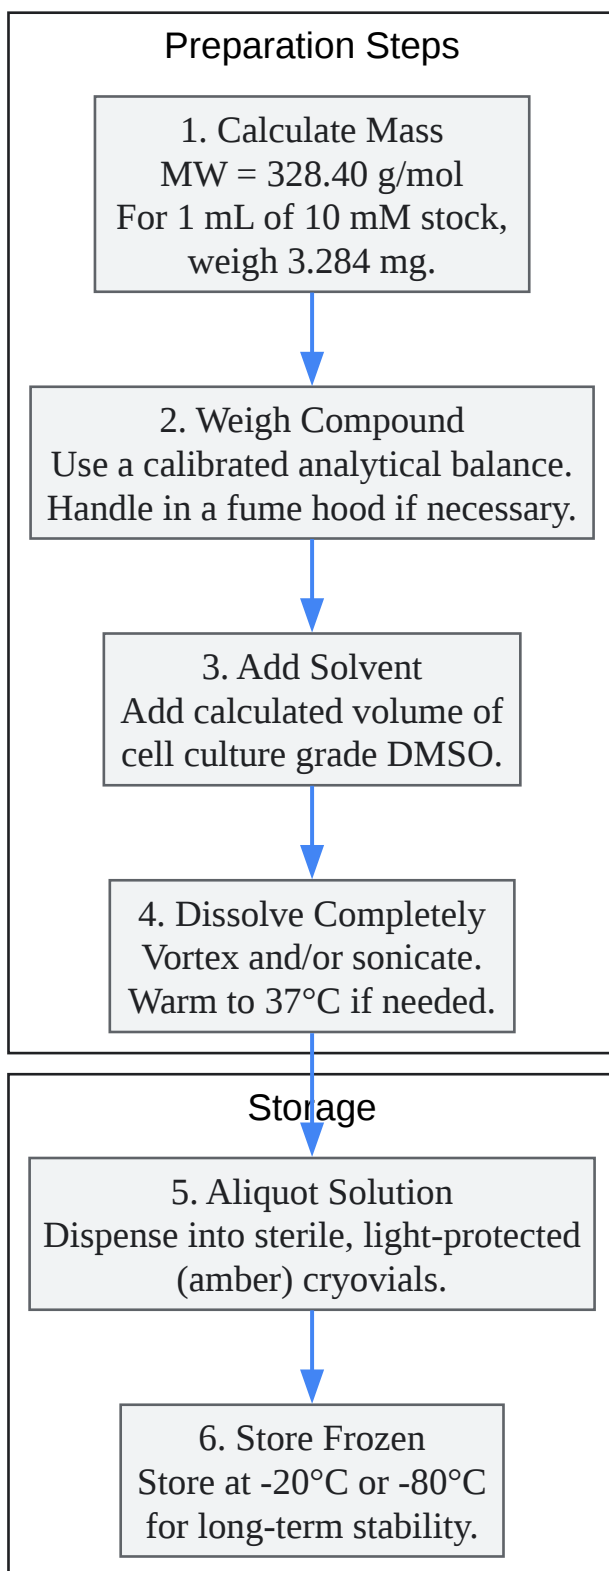 Preparation Steps
1. Calculate Mass
MW = 328.40 g/mol
For 1 mL of 10 mM stock,
weigh 3.284 mg.
2. Weigh Compound
Use a calibrated analytical balance.
Handle in a fume hood if necessary.
3. Add Solvent
Add calculated volume of
cell culture grade DMSO.
4. Dissolve Completely
Vortex and/or sonicate.
Warm to 37°C if needed.
Storage
5. Aliquot Solution
Dispense into sterile, light-protected
(amber) cryovials.
6. Store Frozen
Store at -20°C or -80°C
for long-term stability.